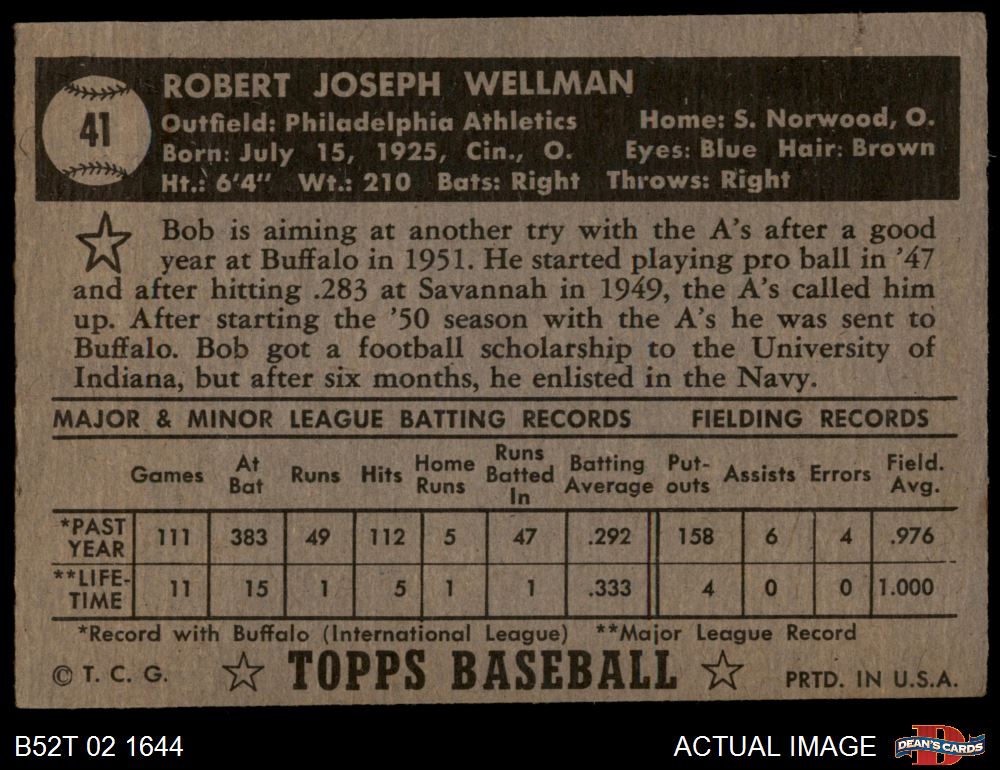 41
ROBERT JOSEPH WELLMAN
Outfield: Philadelphia Athletics Home: S. Norwood, O.
Born: July 15, 1925, Cin., O. Eyes: Blue Hair: Brown
Ht.: 6'4" Wt.: 210 Bats: Right Throws: Right
Bob is aiming at another try with the A's after a good
year at Buffalo in 1951. He started playing pro ball in '47
and after hitting .283 at Savannah in 1949, the A's called him
up. After starting the '50 season with the A's he was sent to
Buffalo. Bob got a football scholarship to the University of
Indiana, but after six months, he enlisted in the Navy.
MAJOR & MINOR LEAGUE BATTING RECORDS FIELDING RECORDS
Games At Bat Runs Hits Home Runs Runs Batted In Batting Average Put-outs Assists Errors Field. Avg.
*PAST YEAR 111 383 49 112 5 47 .292 158 6 4 .976
**LIFE-TIME 11 15 1 5 1 1 .333 4 0 0 1.000
*Record with Buffalo (International League) **Major League Record
© T. C. G. TOPPS BASEBALL PRTD. IN U.S.A.
B52T 02 1644 ACTUAL IMAGE DEAN'S CARDS